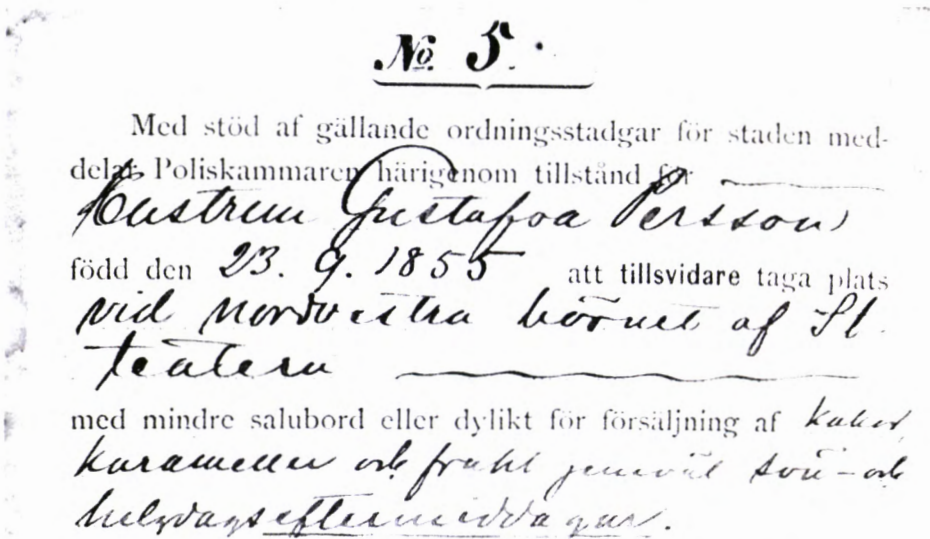 No. 5.
Med stöd af gällande ordningsstadgar för staden med-
delar Poliskammaren härigenom tillstånd för
Hustrun Gustafva Persson
född den 23. 9. 1855 att tillsvidare taga plats
vid nordvestra hörnet af St.
teatern
med mindre salubord eller dylikt för försäljning af kakor,
karameller och frukt sön- och
helgdagseftermiddagar.